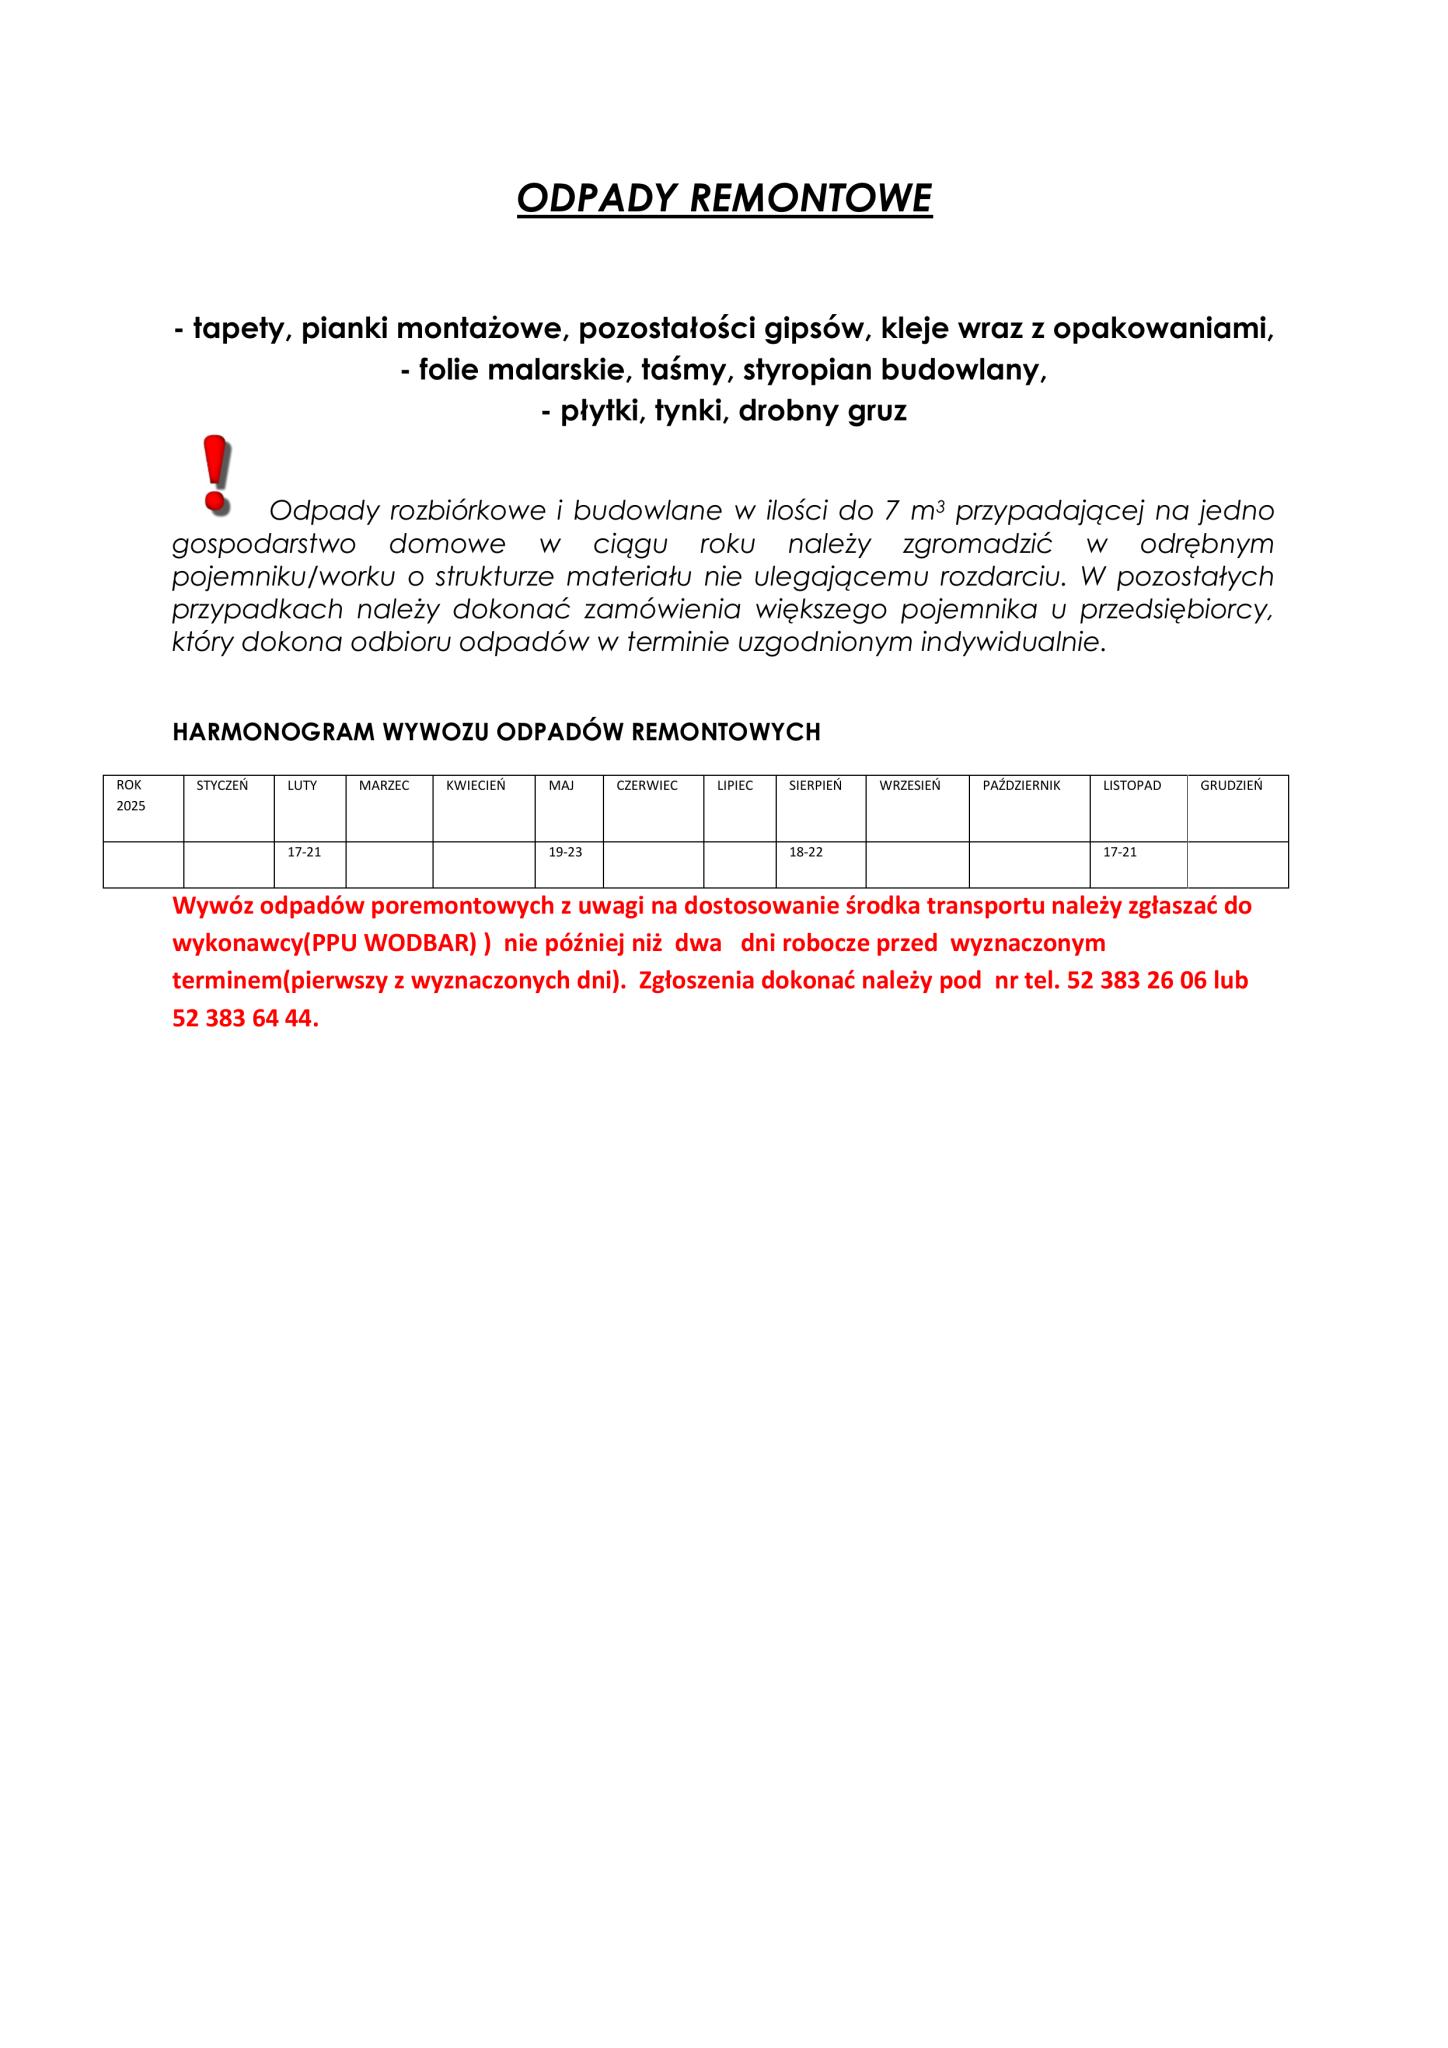 ODPADY REMONTOWE
- tapety, pianki montażowe, pozostałości gipsów, kleje wraz z opakowaniami,
- folie malarskie, taśmy, styropian budowlany,
- płytki, tynki, drobny gruz
Odpady rozbiórkowe i budowlane w ilości do 7 m³ przypadającej na jedno
gospodarstwo domowe w ciągu roku należy zgromadzić w odrębnym
pojemniku/worku o strukturze materiału nie ulegającemu rozdarciu. W pozostałych
przypadkach należy dokonać zamówienia większego pojemnika u przedsiębiorcy,
który dokona odbioru odpadów w terminie uzgodnionym indywidualnie.
HARMONOGRAM WYWOZU ODPADÓW REMONTOWYCH
ROK STYCZEŃ LUTY MARZEC KWIECIEŃ MAJ CZERWIEC LIPIEC SIERPIEŃ WRZESIEŃ PAŹDZIERNIK LISTOPAD GRUDZIEŃ
2025
17-21 19-23 18-22 17-21
Wywóz odpadów poremontowych z uwagi na dostosowanie środka transportu należy zgłaszać do
wykonawcy(PPU WODBAR) ) nie później niż dwa dni robocze przed wyznaczonym
terminem(pierwszy z wyznaczonych dni). Zgłoszenia dokonać należy pod nr tel. 52 383 26 06 lub
52 383 64 44.